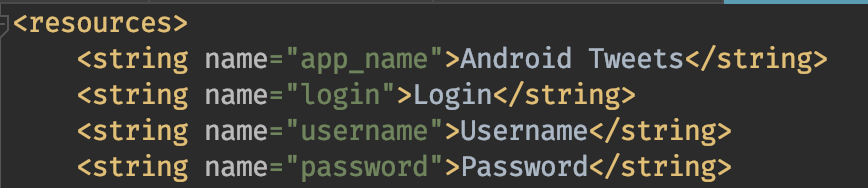 <resources>
    <string name="app_name">Android Tweets</string>
    <string name="login">Login</string>
    <string name="username">Username</string>
    <string name="password">Password</string>